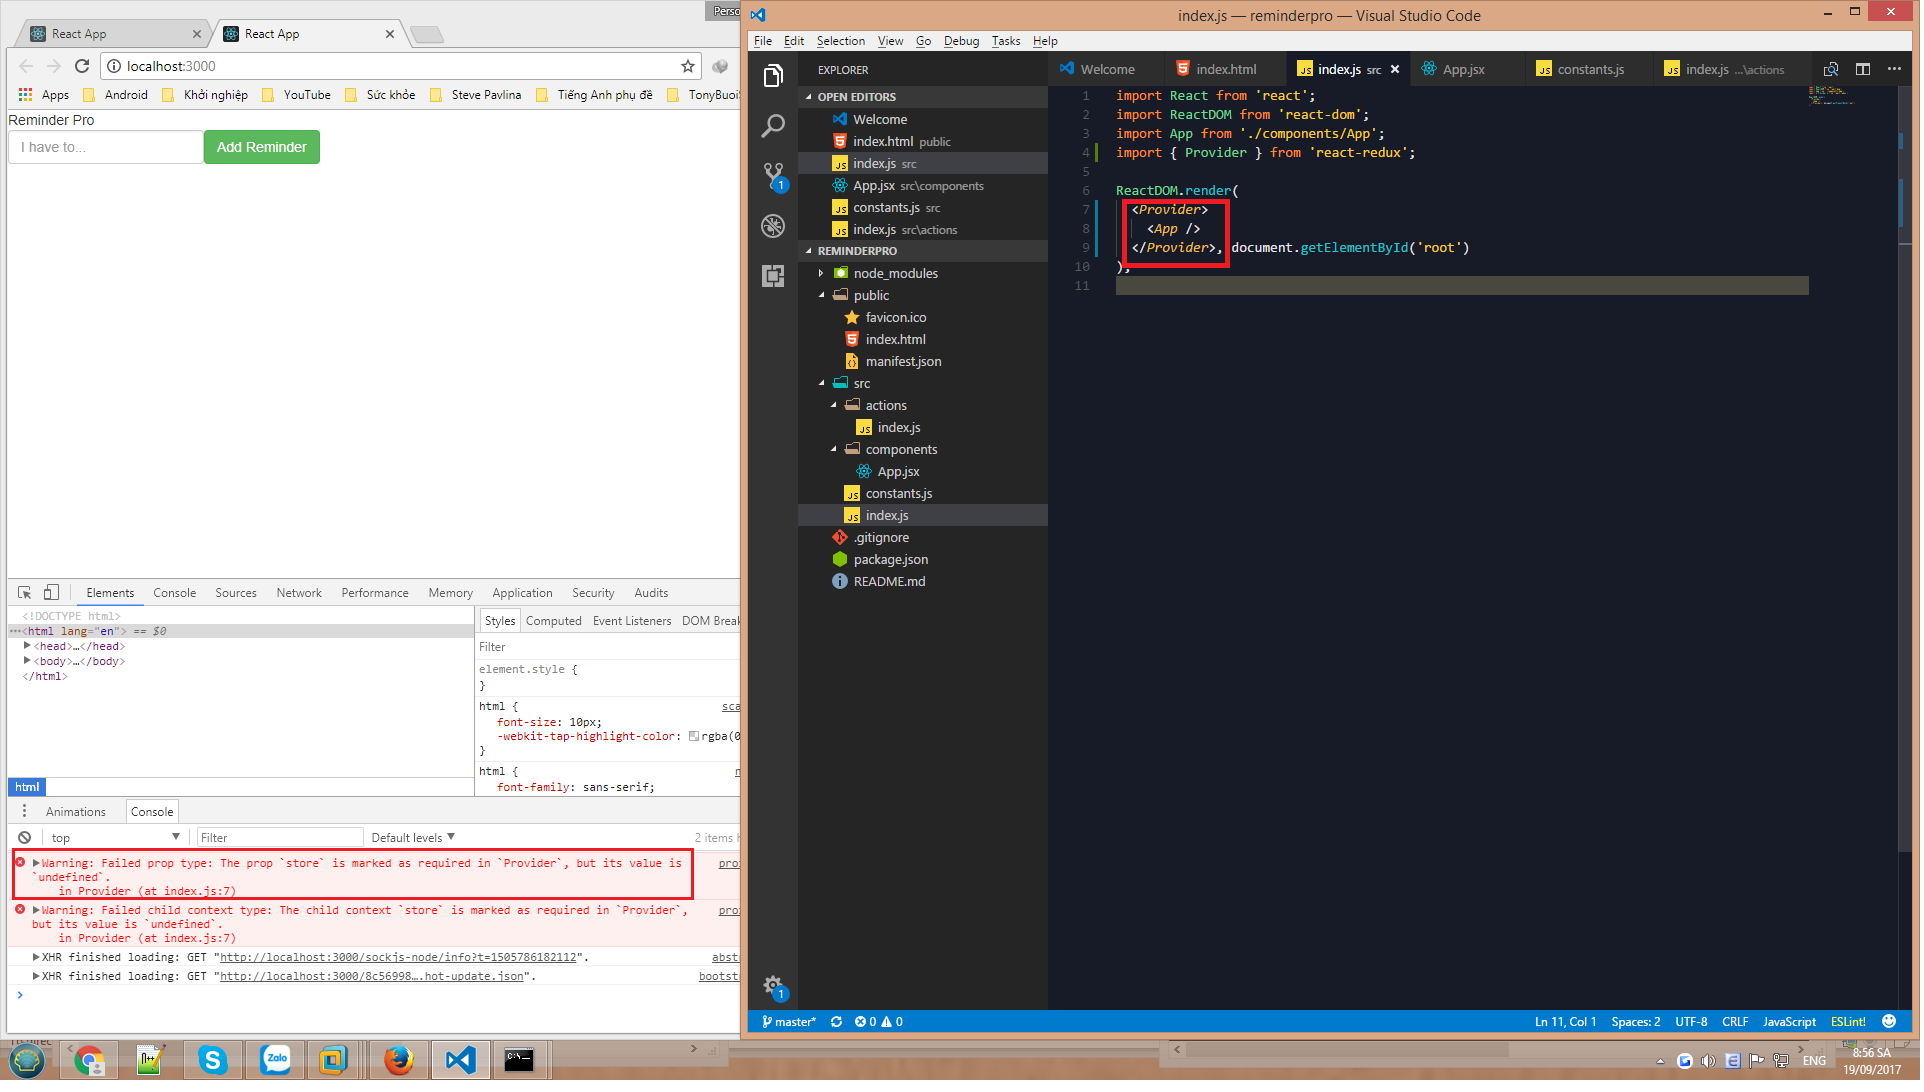 Perso
React App
React App
localhost:3000
Apps
Android
Khởi nghiệp
YouTube
Sức khỏe
Steve Pavlina
Tiếng Anh phụ đề
TonyBuoi
Reminder Pro
I have to...
Add Reminder
Elements
Console
Sources
Network
Performance
Memory
Application
Security
Audits
<!DOCTYPE html>
<html lang="en"> == $0
<head>…</head>
<body>…</body>
</html>
html
Styles
Computed
Event Listeners
DOM Break
Filter
element.style {
}
html {
sca
font-size: 10px;
-webkit-tap-highlight-color: rgba(0
}
html {
font-family: sans-serif;
Animations
Console
top
Filter
Default levels
2 items h
Warning: Failed prop type: The prop `store` is marked as required in `Provider`, but its value is
pro
`undefined`.
in Provider (at index.js:7)
Warning: Failed child context type: The child context `store` is marked as required in `Provider`,
pro
but its value is `undefined`.
in Provider (at index.js:7)
XHR finished loading: GET "http://localhost:3000/sockjs-node/info?t=1505786182112".
abst
XHR finished loading: GET "http://localhost:3000/8c56998….hot-update.json".
bootst
index.js — reminderpro — Visual Studio Code
File Edit Selection View Go Debug Tasks Help
EXPLORER
OPEN EDITORS
Welcome
index.html public
index.js src
App.jsx src\components
constants.js src
index.js src\actions
REMINDERPRO
node_modules
public
favicon.ico
index.html
manifest.json
src
actions
index.js
components
App.jsx
constants.js
index.js
.gitignore
package.json
README.md
1
1
Welcome
index.html
index.js src
App.jsx
constants.js
index.js ...\actions
1 import React from 'react';
2 import ReactDOM from 'react-dom';
3 import App from './components/App';
4 import { Provider } from 'react-redux';
5
6 ReactDOM.render(
7 <Provider>
8 <App />
9 </Provider>, document.getElementById('root')
10 );
11
master*
0 0
Ln 11, Col 1
Spaces: 2
UTF-8
CRLF
JavaScript
ESLint!
Zalo
ENG
8:56 SA
19/09/2017